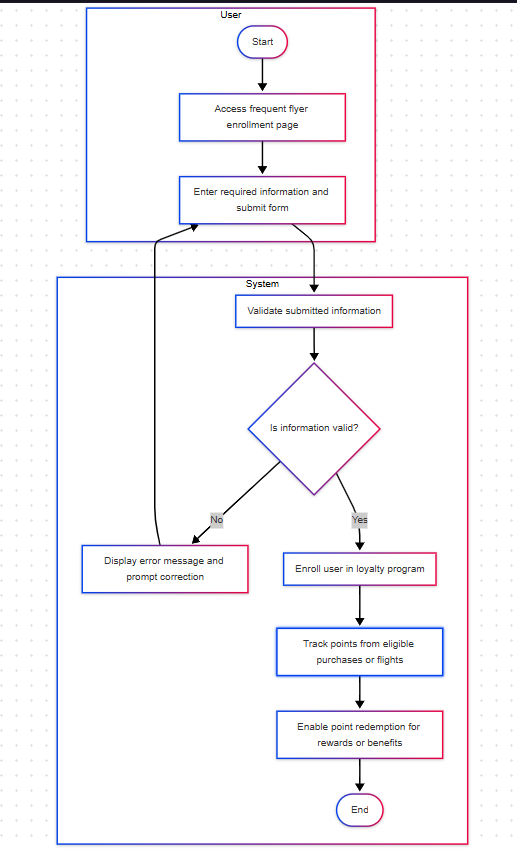 User
Start
Access frequent flyer
enrollment page
Enter required information and
submit form
System
Validate submitted information
Is information valid?
No
Yes
Display error message and
prompt correction
Enroll user in loyalty program
Track points from eligible
purchases or flights
Enable point redemption for
rewards or benefits
End